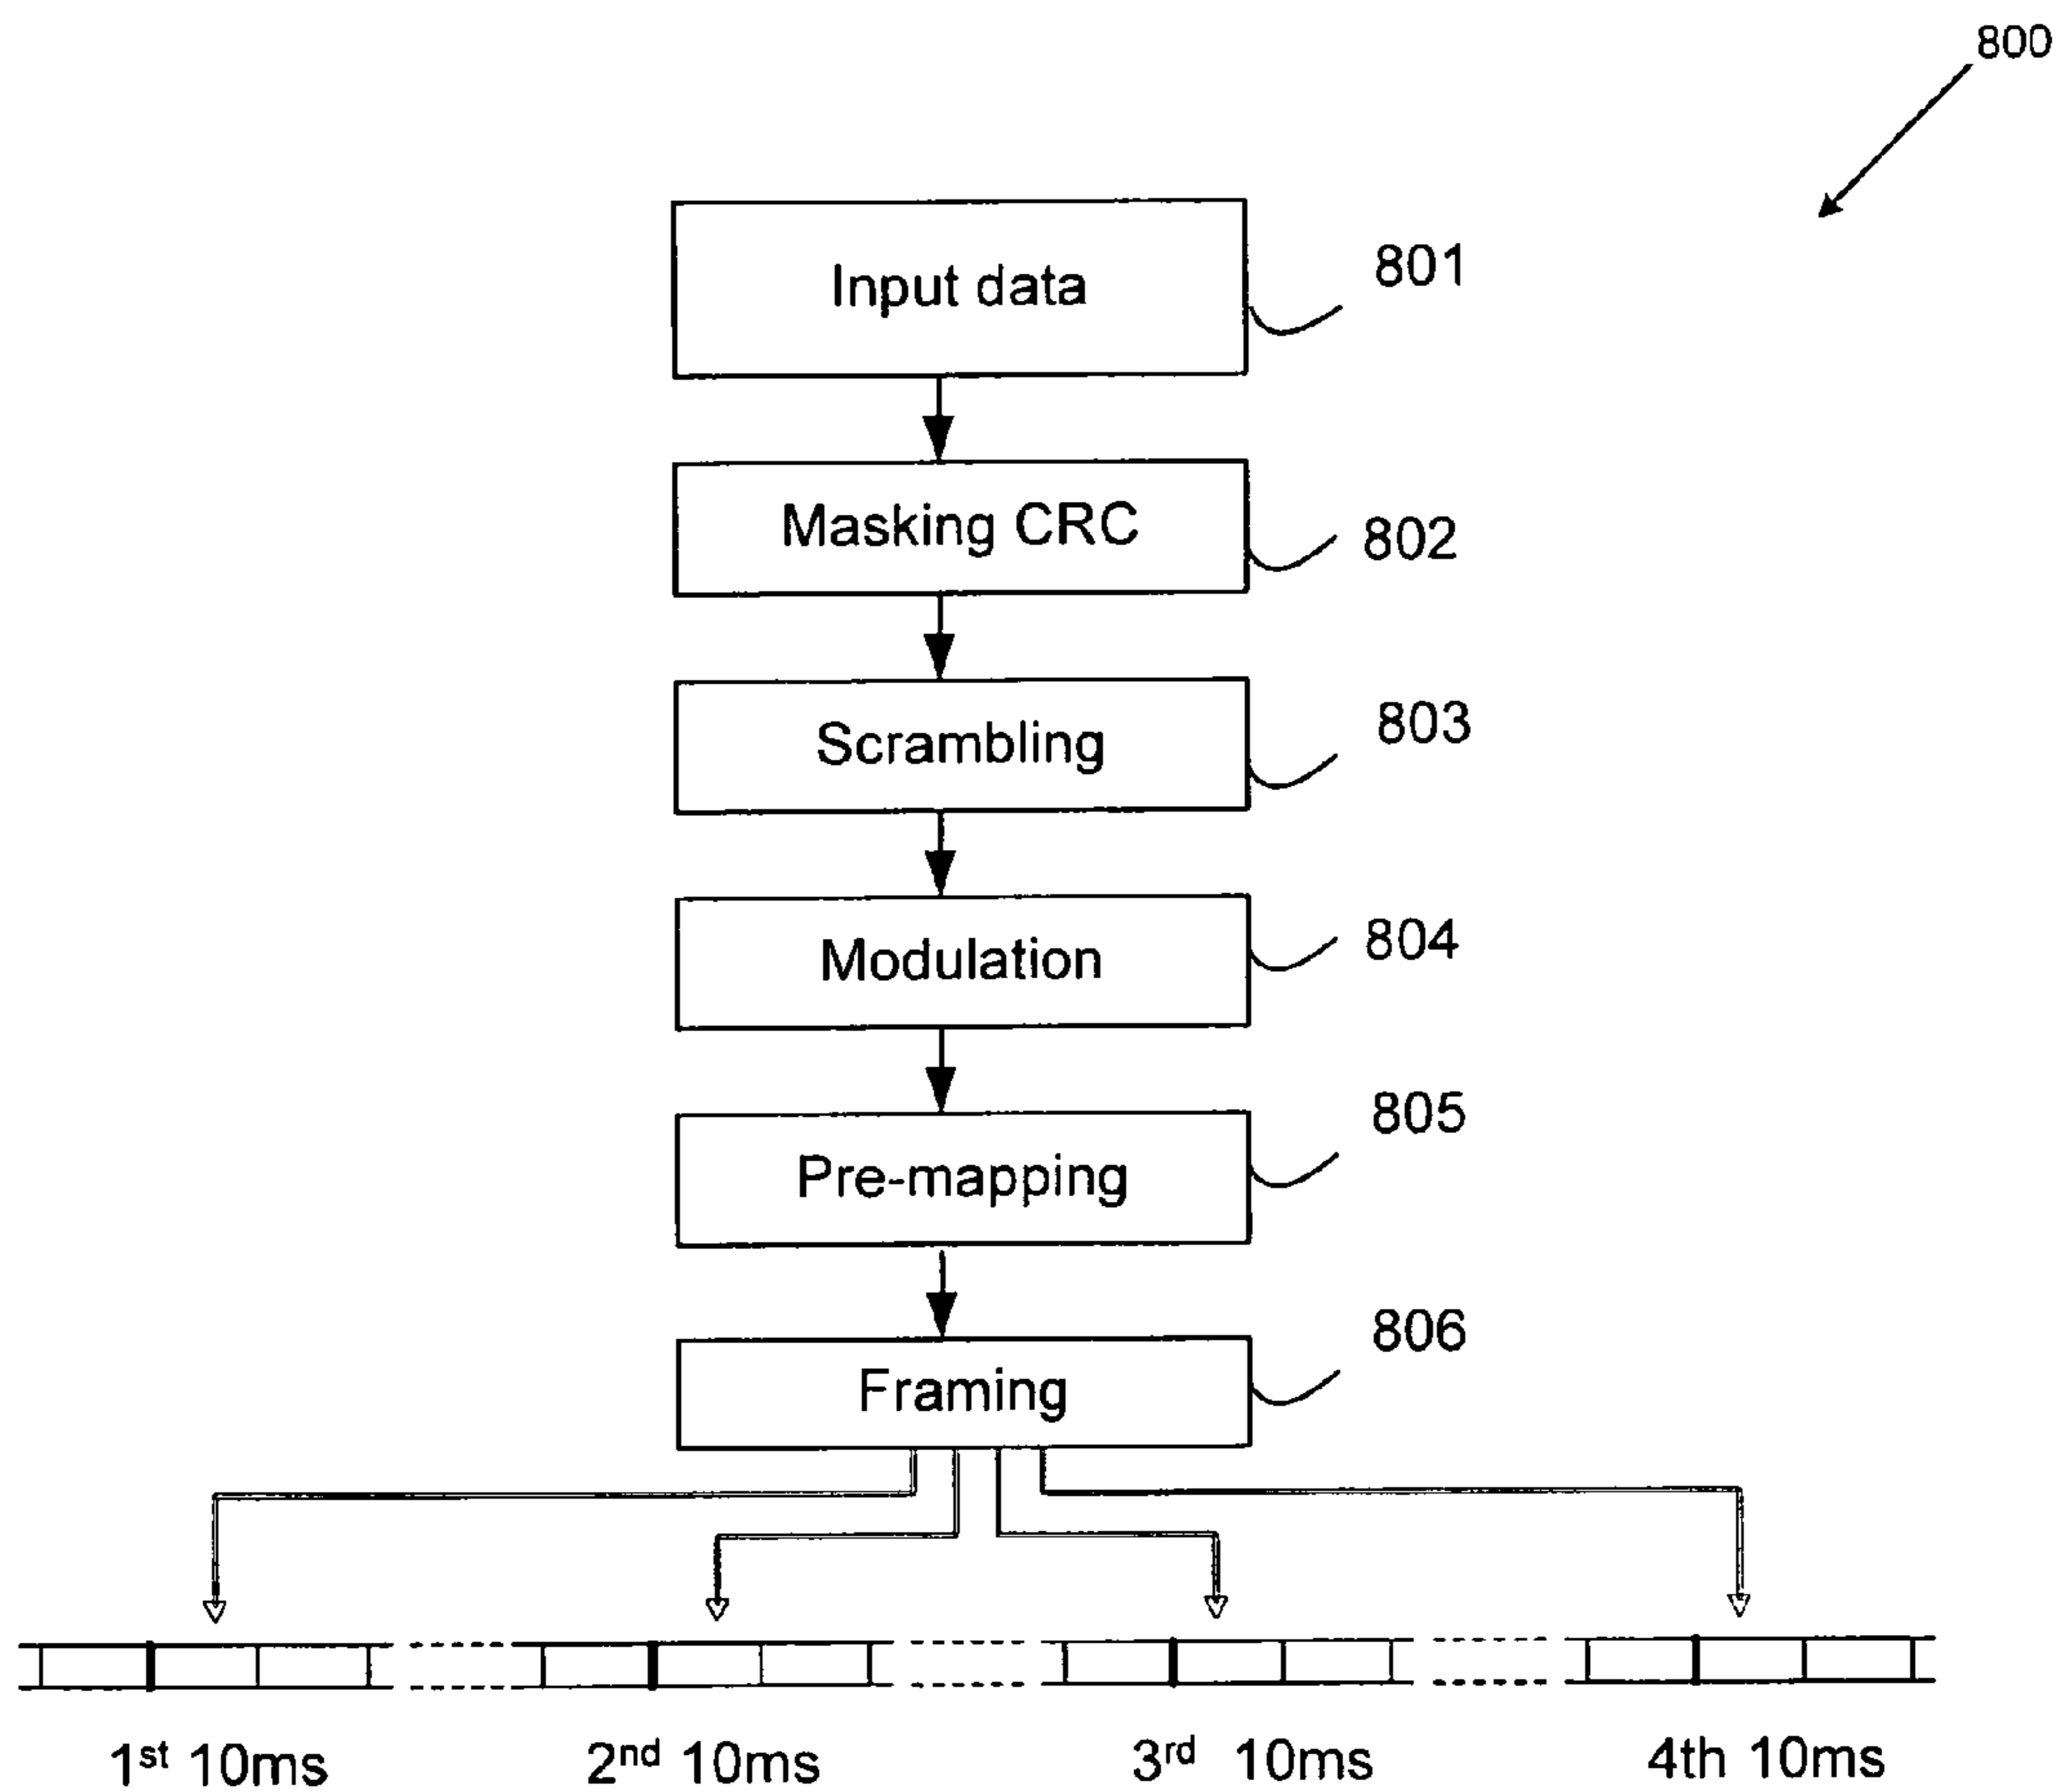 800
Input data
801
Masking CRC
802
Scrambling
803
Modulation
804
Pre-mapping
805
Framing
806
1st 10ms
2nd 10ms
3rd 10ms
4th 10ms